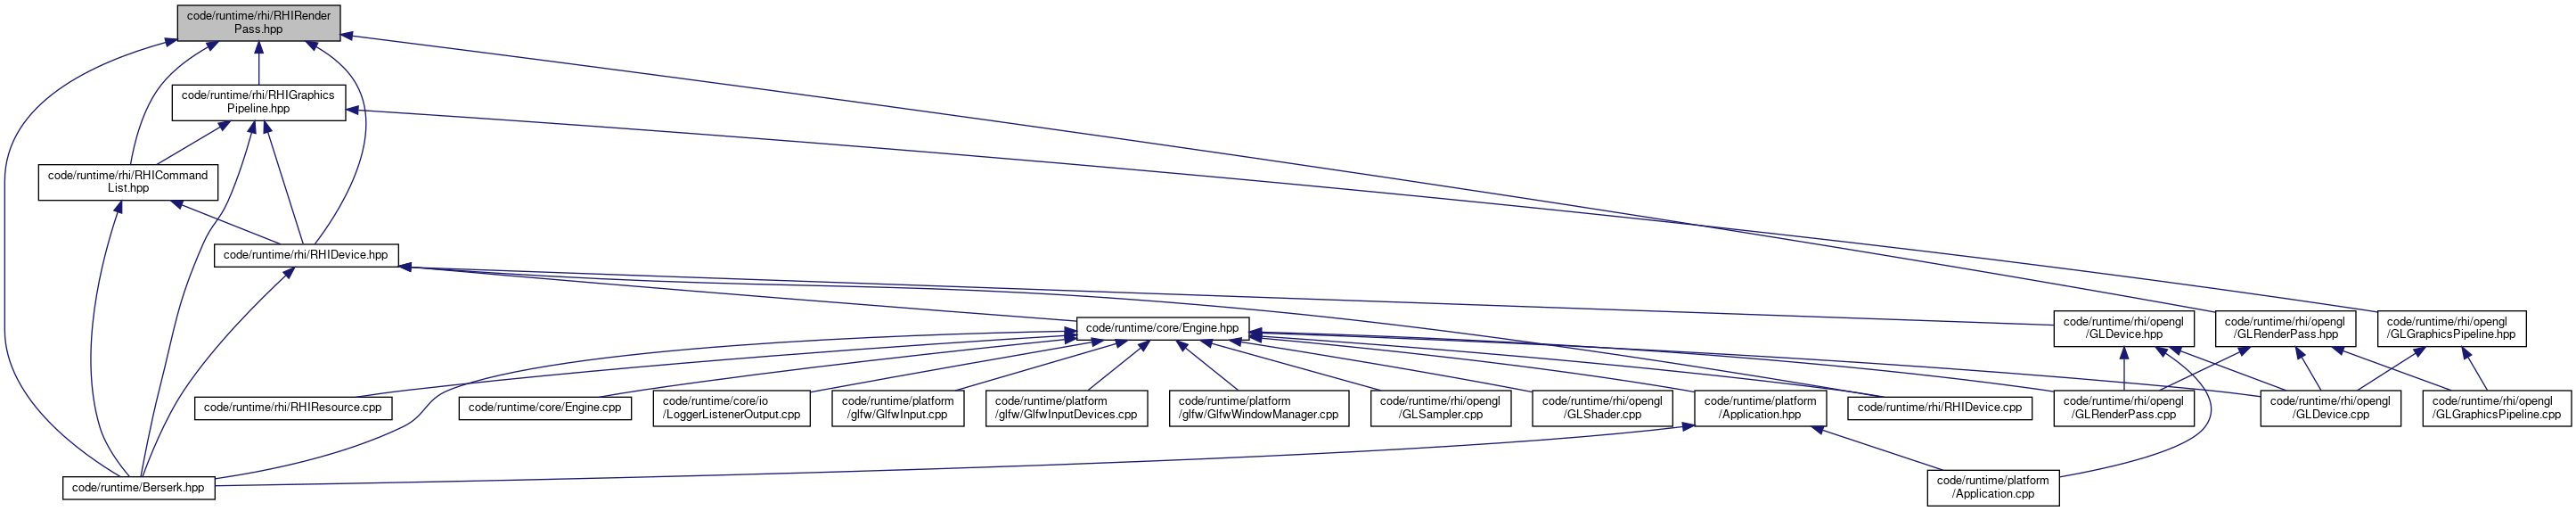 code/runtime/rhi/RHIRender
Pass.hpp
code/runtime/rhi/RHIGraphics
Pipeline.hpp
code/runtime/rhi/RHICommand
List.hpp
code/runtime/rhi/RHIDevice.hpp
code/runtime/core/Engine.hpp
code/runtime/rhi/opengl
/GLDevice.hpp
code/runtime/rhi/opengl
/GLRenderPass.hpp
code/runtime/rhi/opengl
/GLGraphicsPipeline.hpp
code/runtime/rhi/RHIResource.cpp
code/runtime/core/Engine.cpp
code/runtime/core/io
/LoggerListenerOutput.cpp
code/runtime/platform
/glfw/GlfwInput.cpp
code/runtime/platform
/glfw/GlfwInputDevices.cpp
code/runtime/platform
/glfw/GlfwWindowManager.cpp
code/runtime/rhi/opengl
/GLSampler.cpp
code/runtime/rhi/opengl
/GLShader.cpp
code/runtime/platform
/Application.hpp
code/runtime/rhi/RHIDevice.cpp
code/runtime/rhi/opengl
/GLRenderPass.cpp
code/runtime/rhi/opengl
/GLDevice.cpp
code/runtime/rhi/opengl
/GLGraphicsPipeline.cpp
code/runtime/Berserk.hpp
code/runtime/platform
/Application.cpp